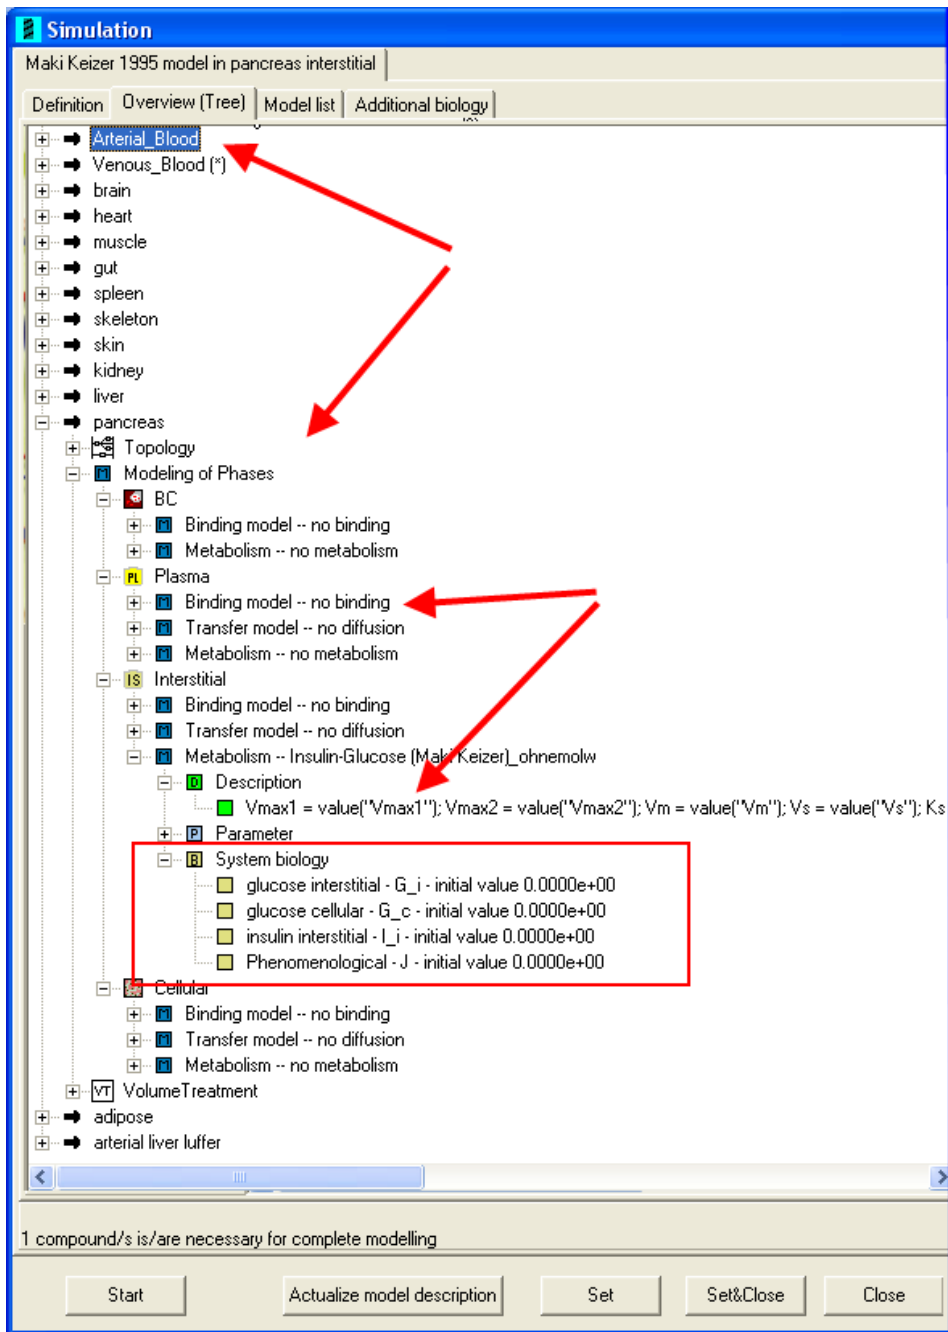 Simulation
Maki Keizer 1995 model in pancreas interstitial
Definition Overview (Tree) Model list Additional biology
Arterial_Blood
Venous_Blood (*)
brain
heart
muscle
gut
spleen
skeleton
skin
kidney
liver
pancreas
Topology
M Modeling of Phases
BC
M Binding model -- no binding
M Metabolism -- no metabolism
PL Plasma
M Binding model -- no binding
M Transfer model -- no diffusion
M Metabolism -- no metabolism
IS Interstitial
M Binding model -- no binding
M Transfer model -- no diffusion
M Metabolism -- Insulin-Glucose (Maki Keizer)_ohnemolw
D Description
Vmax1 = value("Vmax1"); Vmax2 = value("Vmax2"); Vm = value("Vm"); Vs = value("Vs"); Ks
P Parameter
B System biology
glucose interstitial - G_i - initial value 0.0000e+00
glucose cellular - G_c - initial value 0.0000e+00
insulin interstitial - I_i - initial value 0.0000e+00
Phenomenological - J - initial value 0.0000e+00
Cellular
M Binding model -- no binding
M Transfer model -- no diffusion
M Metabolism -- no metabolism
VT VolumeTreatment
adipose
arterial liver luffer
1 compound/s is/are necessary for complete modelling
Start Actualize model description Set Set&Close Close